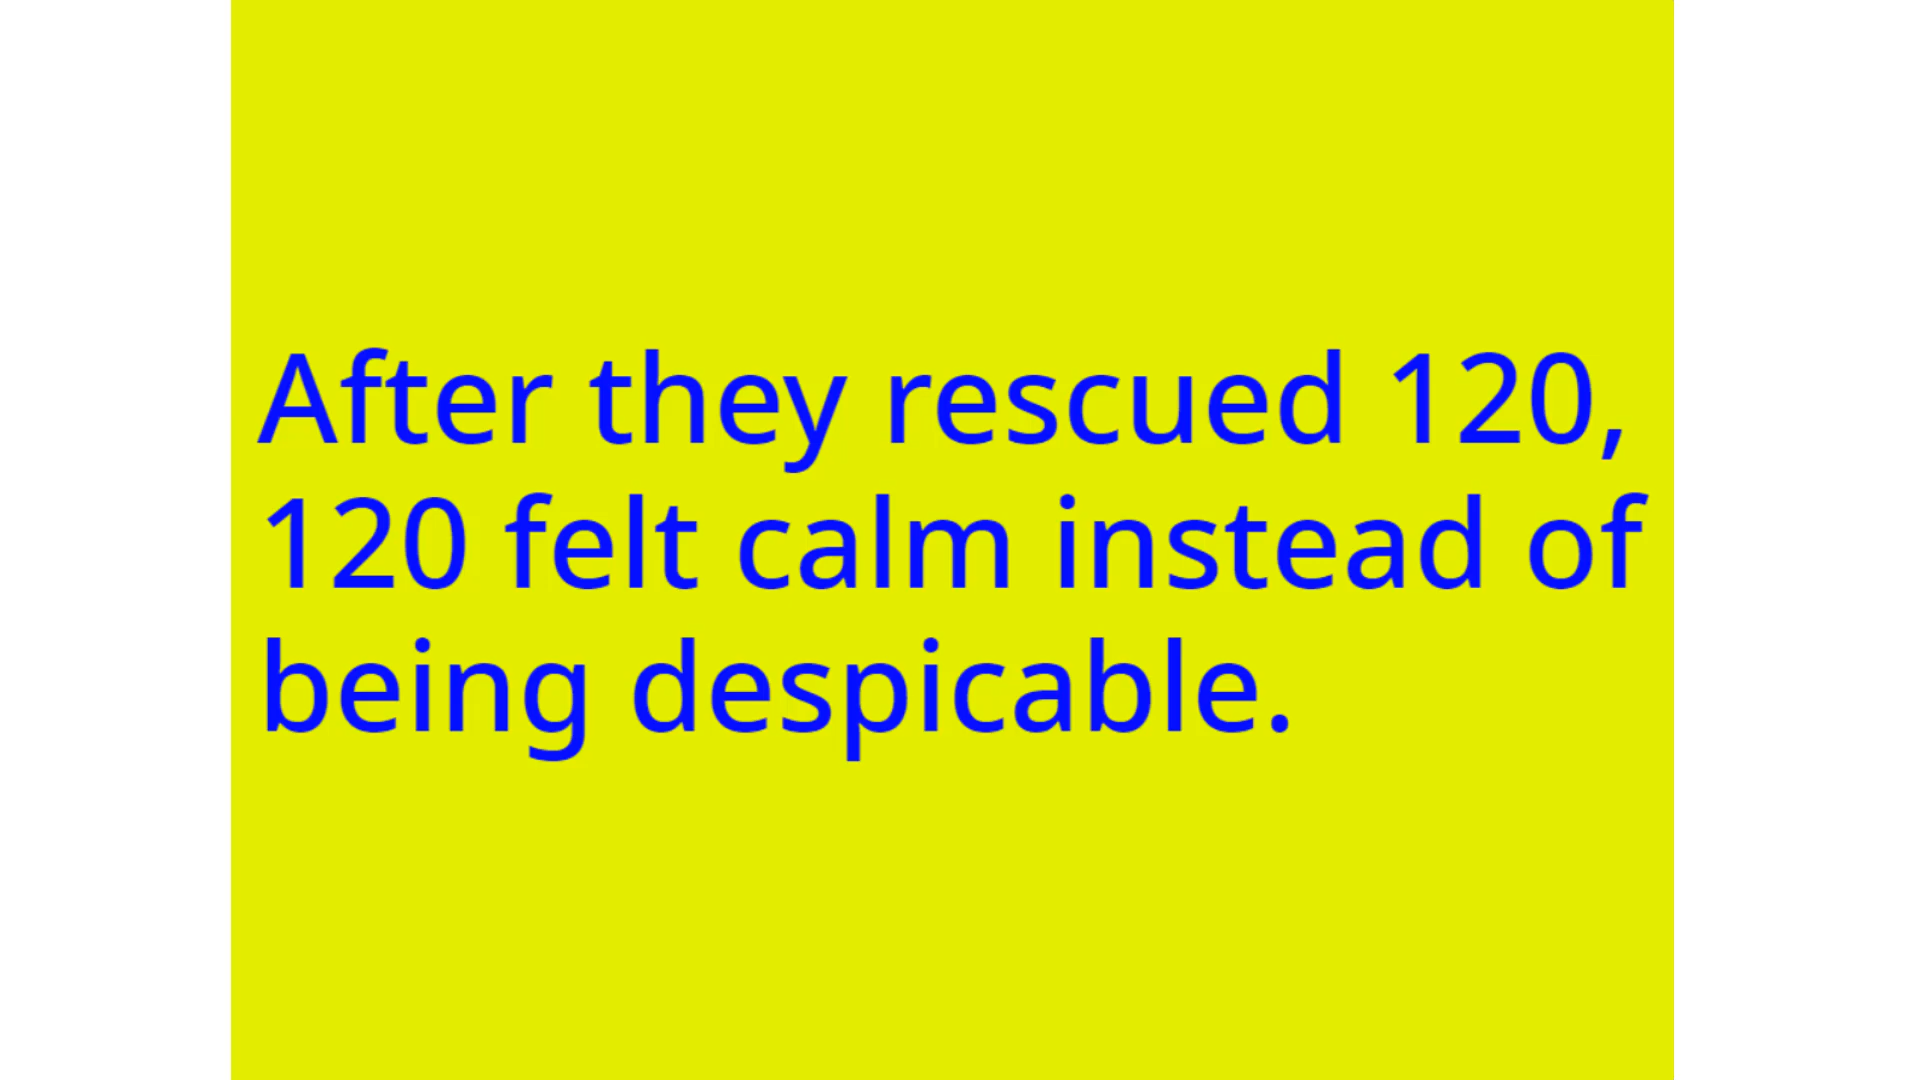 After they rescued 120,
120 felt calm instead of
being despicable.